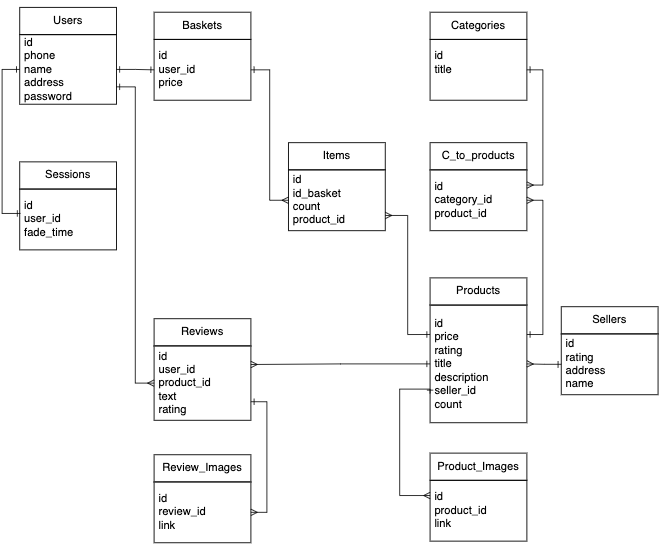 Users
id
phone
name
address
password
Baskets
id
user_id
price
Categories
id
title
Sessions
id
user_id
fade_time
Items
id
id_basket
count
product_id
C_to_products
id
category_id
product_id
Reviews
id
user_id
product_id
text
rating
Products
id
price
rating
title
description
seller_id
count
Sellers
id
rating
address
name
Review_Images
id
review_id
link
Product_Images
id
product_id
link